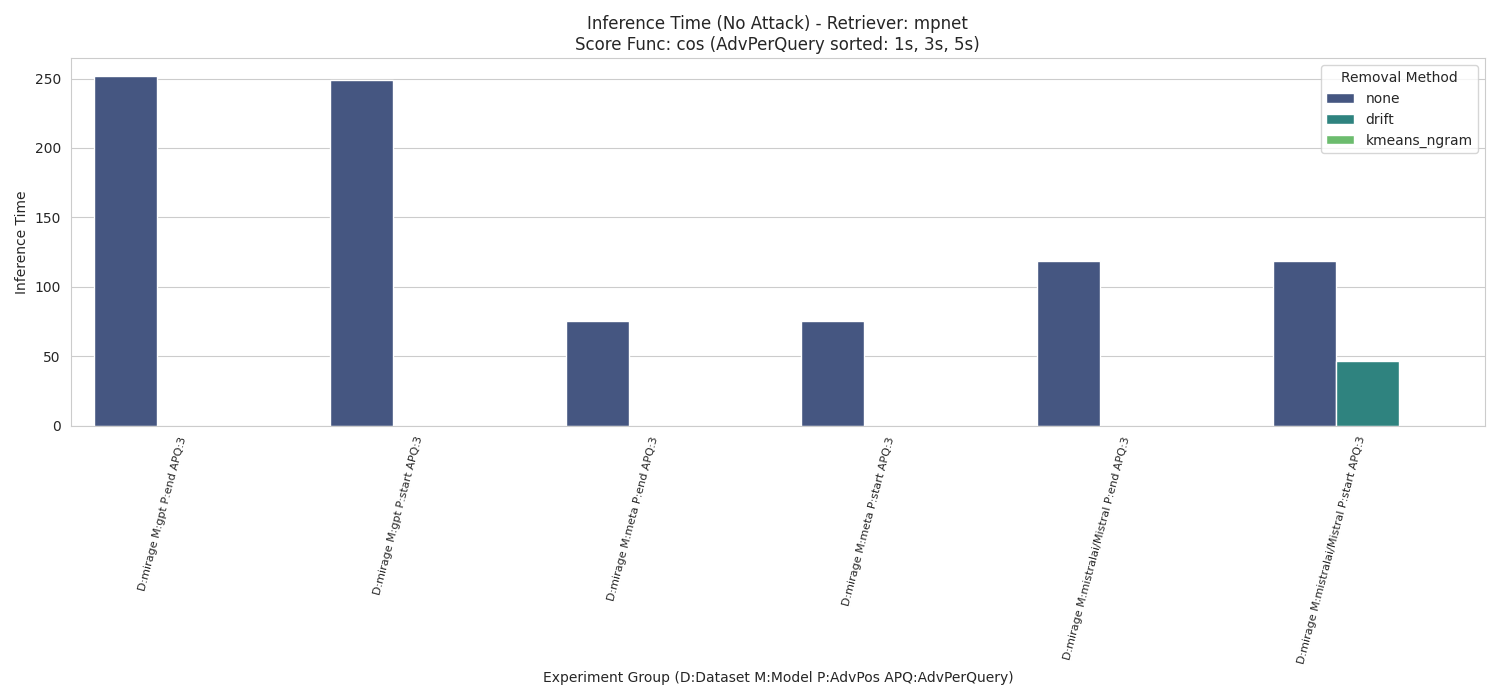 Inference Time (No Attack) - Retriever: mpnet
Score Func: cos (AdvPerQuery sorted: 1s, 3s, 5s)
Removal Method
none
drift
kmeans_ngram
Inference Time
250
200
150
100
50
0
D:mirage M:gpt P:end APQ:3
D:mirage M:gpt P:start APQ:3
D:mirage M:meta P:end APQ:3
D:mirage M:meta P:start APQ:3
D:mirage M:mistralai/Mistral P:end APQ:3
D:mirage M:mistralai/Mistral P:start APQ:3
Experiment Group (D:Dataset M:Model P:AdvPos APQ:AdvPerQuery)